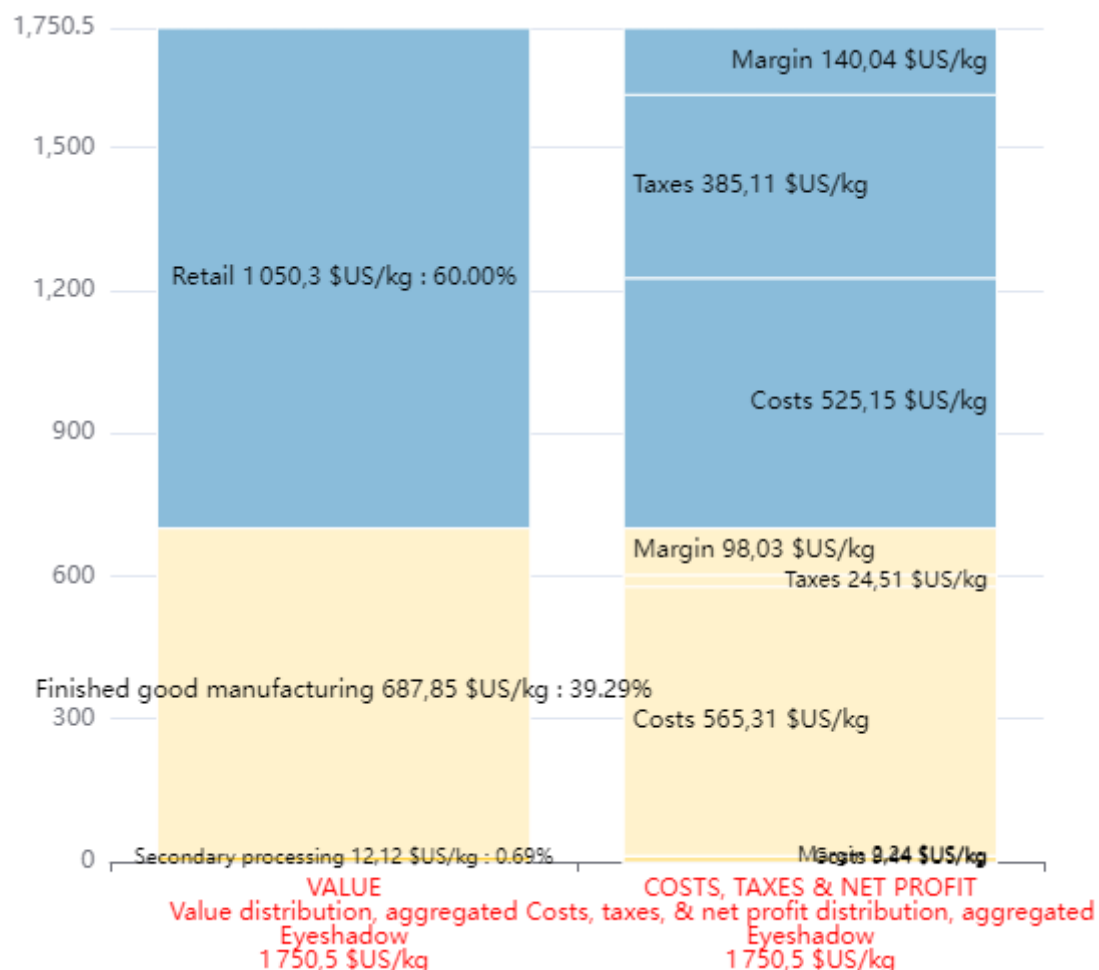 1,750.5
Margin 140,04 $US/kg
1,500
Taxes 385,11 $US/kg
Retail 1 050,3 $US/kg : 60.00%
1,200
Costs 525,15 $US/kg
900
Margin 98,03 $US/kg
600
Taxes 24,51 $US/kg
Finished good manufacturing 687,85 $US/kg : 39.29%
300
Costs 565,31 $US/kg
0
Secondary processing 12,12 $US/kg : 0.69%
$US/kg
VALUE
COSTS, TAXES & NET PROFIT
Value distribution, aggregated
Costs, taxes, & net profit distribution, aggregated
Eyeshadow
Eyeshadow
1 750,5 $US/kg
1 750,5 $US/kg